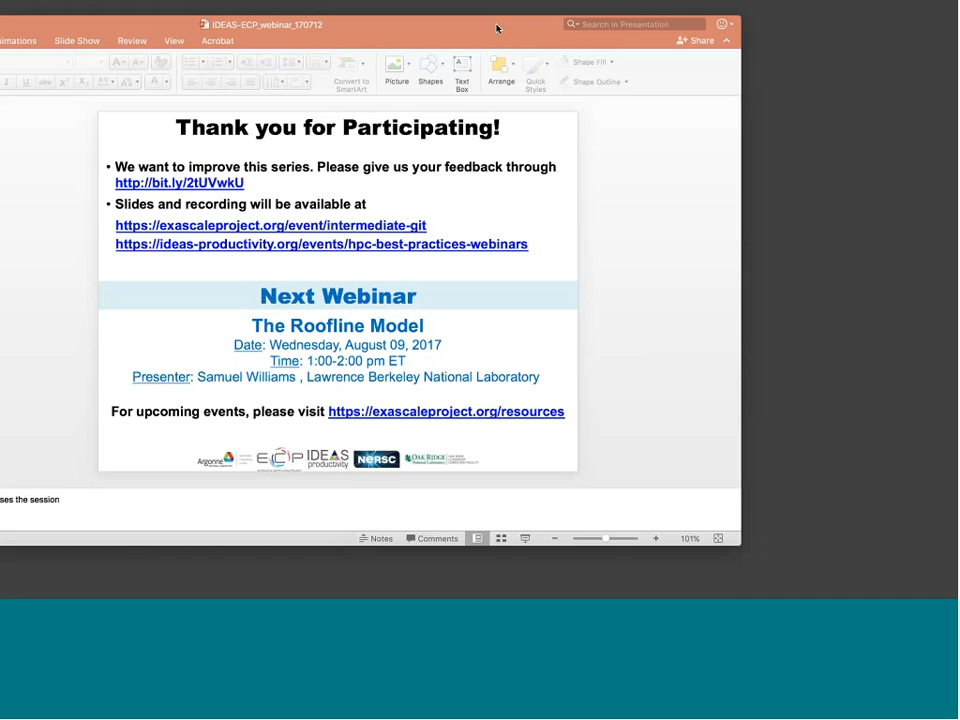 IDEAS-ECP_webinar_170712
Search in Presentation
Slide Show Review View Acrobat
Share
Convert to SmartArt
Picture Shapes Text Box Arrange Quick Styles
Shape Fill
Shape Outline
Thank you for Participating!
• We want to improve this series. Please give us your feedback through
http://bit.ly/2tUVwkU
• Slides and recording will be available at
https://exascaleproject.org/event/intermediate-git
https://ideas-productivity.org/events/hpc-best-practices-webinars
Next Webinar
The Roofline Model
Date: Wednesday, August 09, 2017
Time: 1:00-2:00 pm ET
Presenter: Samuel Williams , Lawrence Berkeley National Laboratory
For upcoming events, please visit https://exascaleproject.org/resources
Argonne ECP IDEAS productivity NERSC OAK RIDGE National Laboratory
ses the session
Notes Comments 101%